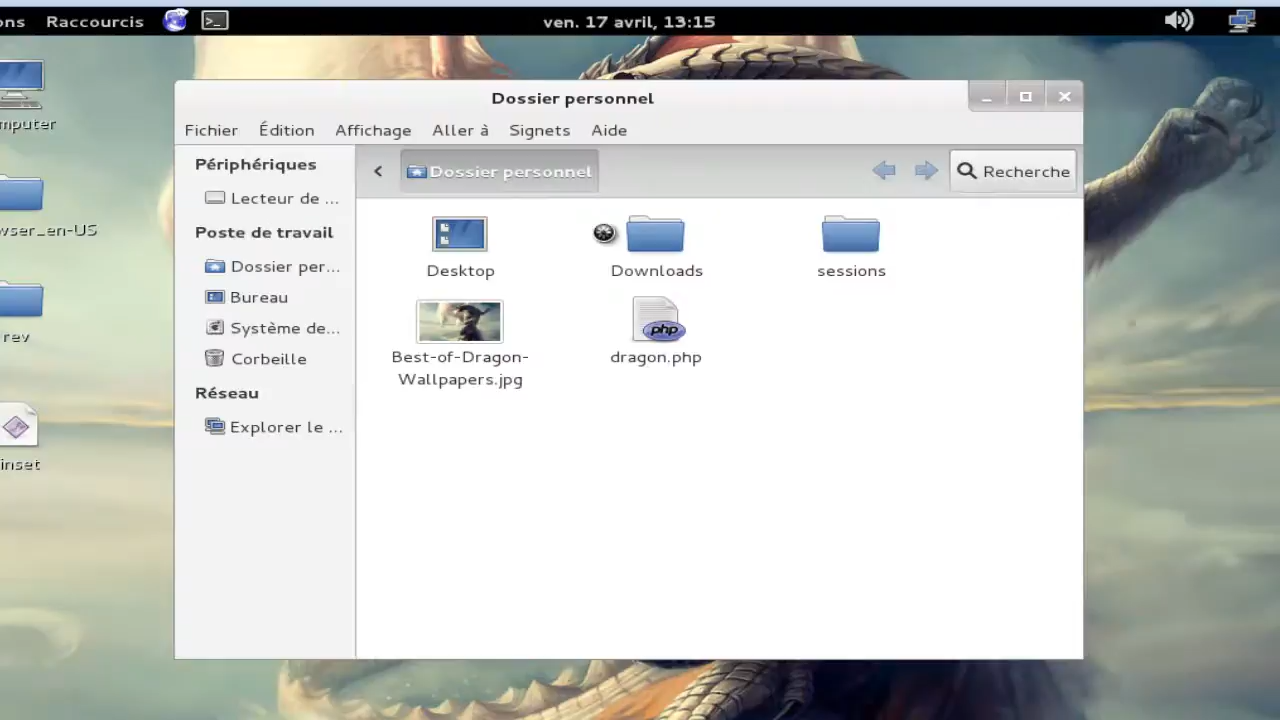 ons Raccourcis ven. 17 avril, 13:15
mputer
wser_en-US
rev
inset
Dossier personnel
Fichier Édition Affichage Aller à Signets Aide
Périphériques
Lecteur de ...
Poste de travail
Dossier per...
Bureau
Système de...
Corbeille
Réseau
Explorer le ...
Dossier personnel Recherche
Desktop Downloads sessions
Best-of-Dragon-
Wallpapers.jpg
php
dragon.php